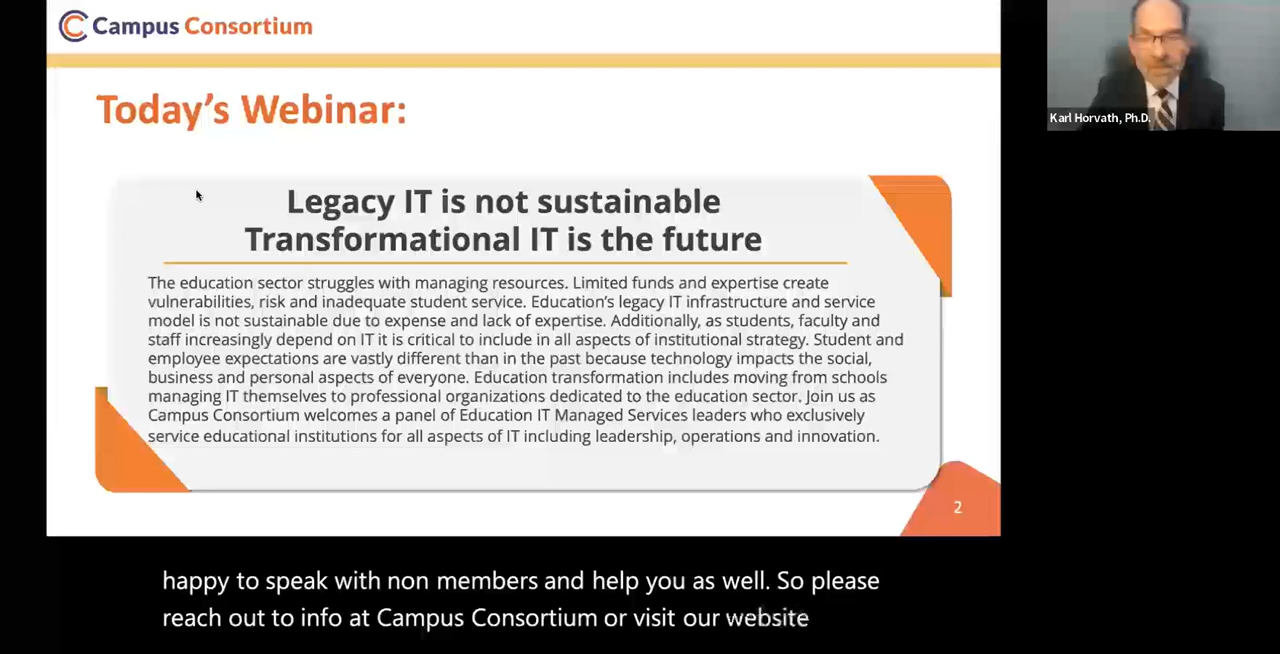 Campus Consortium
Today's Webinar:
Legacy IT is not sustainable
Transformational IT is the future
The education sector struggles with managing resources. Limited funds and expertise create
vulnerabilities, risk and inadequate student service. Education's legacy IT infrastructure and service
model is not sustainable due to expense and lack of expertise. Additionally, as students, faculty and
staff increasingly depend on IT it is critical to include in all aspects of institutional strategy. Student and
employee expectations are vastly different than in the past because technology impacts the social,
business and personal aspects of everyone. Education transformation includes moving from schools
managing IT themselves to professional organizations dedicated to the education sector. Join us as
Campus Consortium welcomes a panel of Education IT Managed Services leaders who exclusively
service educational institutions for all aspects of IT including leadership, operations and innovation.
2
Karl Horvath, Ph.D.
happy to speak with non members and help you as well. So please
reach out to info at Campus Consortium or visit our website